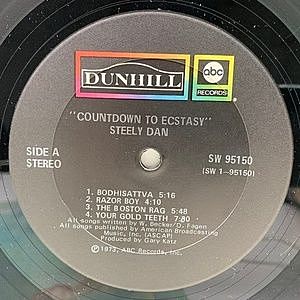 DUNHILL
abc
RECORDS
"COUNTDOWN TO ECSTASY"
STEELY DAN
SIDE A
STEREO
SW 95150
(SW 1-95150)
1. BODHISATTVA 5:16
2. RAZOR BOY 4:10
3. THE BOSTON RAG 5:48
4. YOUR GOLD TEETH 7:80
All songs written by W. Becker/D. Fagen
All songs published by American Broadcasting
Music, Inc. (ASCAP)
Produced by Gary Katz
℗ 1973, ABC Records, Inc.